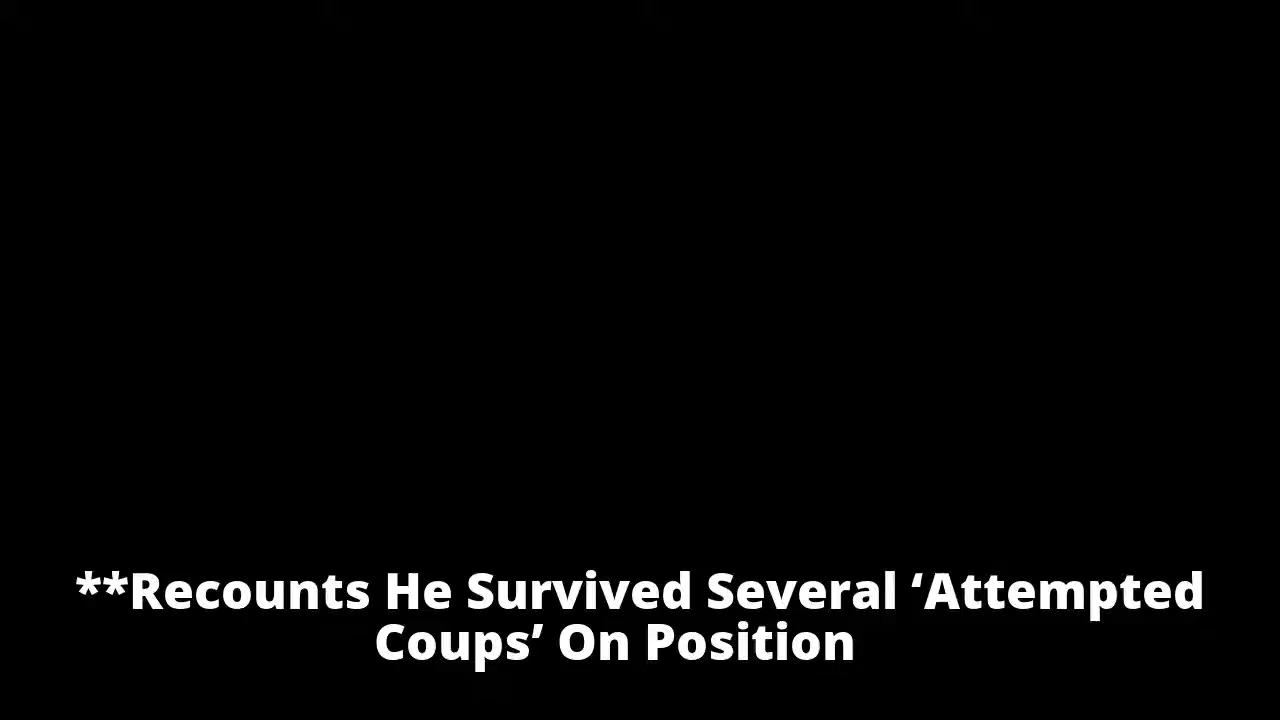 **Recounts He Survived Several ‘Attempted
Coups’ On Position